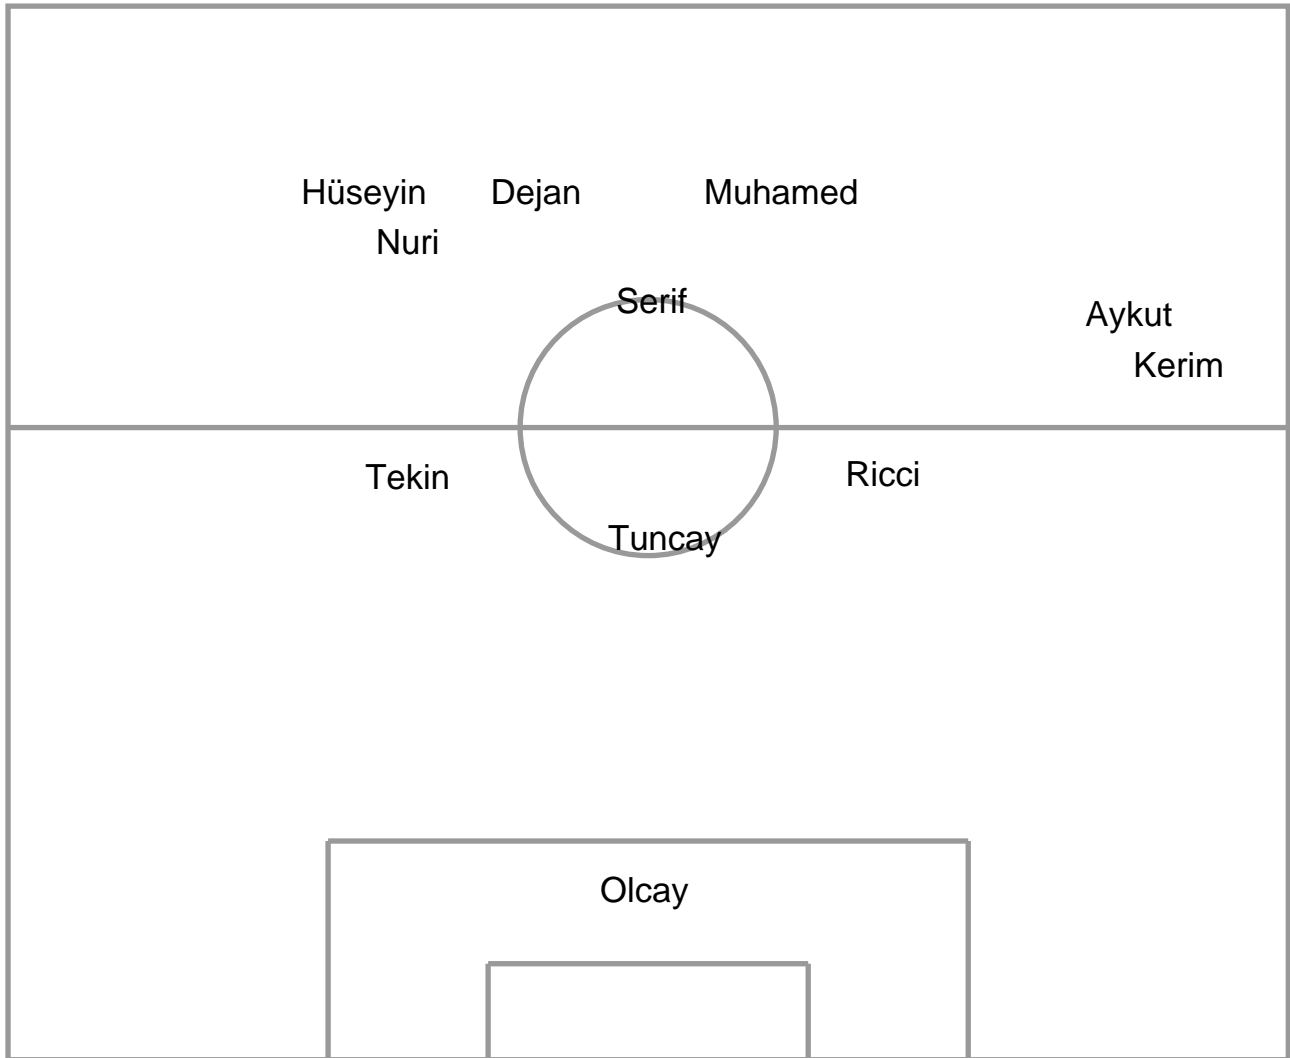 Hüseyin Dejan Muhamed
Nuri
Serif
Aykut
Kerim
Tekin Ricci
Tuncay
Olcay